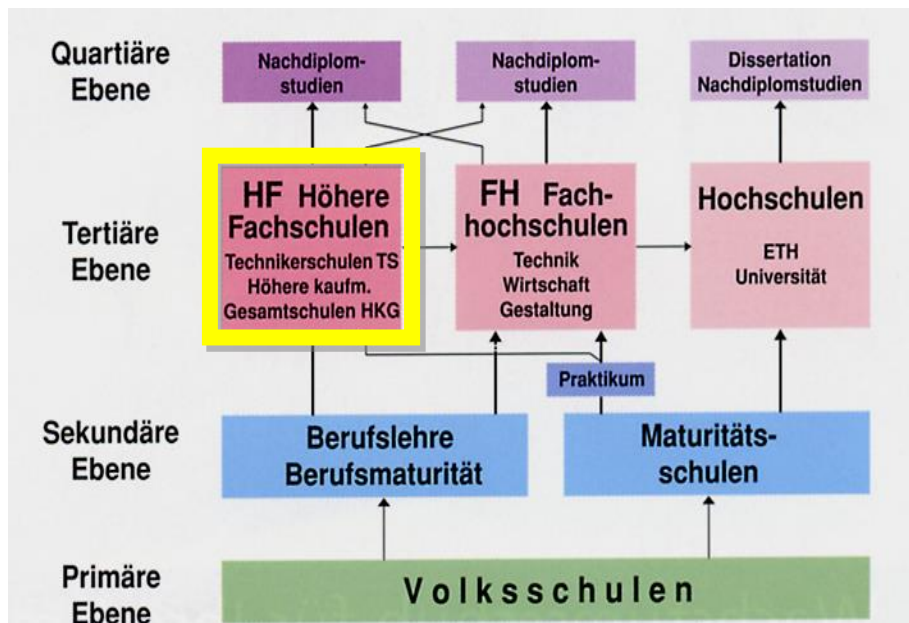 Quartiäre
Ebene
Nachdiplom-
studien
Nachdiplom-
studien
Dissertation
Nachdiplomstudien
Tertiäre
Ebene
HF Höhere
Fachschulen
Technikerschulen TS
Höhere kaufm.
Gesamtschulen HKG
FH Fach-
hochschulen
Technik
Wirtschaft
Gestaltung
Hochschulen
ETH
Universität
Praktikum
Sekundäre
Ebene
Berufslehre
Berufsmaturität
Maturitäts-
schulen
Primäre
Ebene
Volksschulen